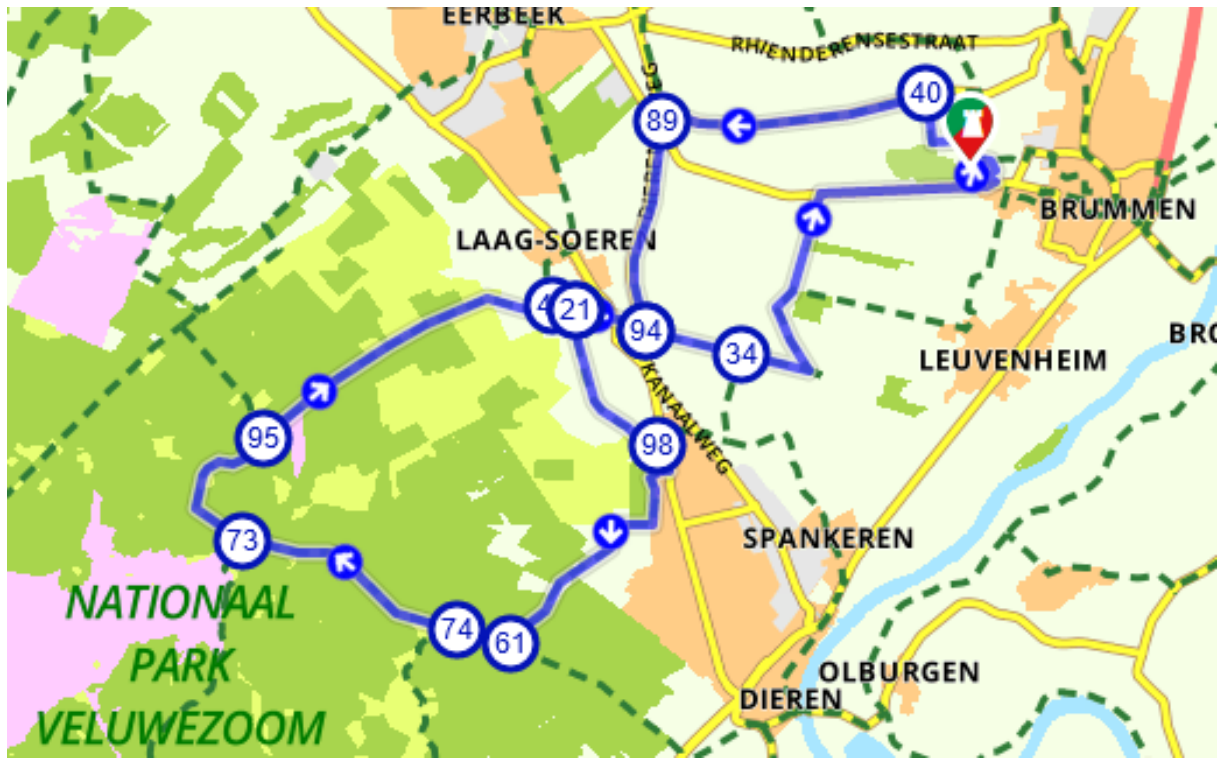 EERBEEK
RHIENDERENSESTRAAT
40
89
BRUMMEN
LAAG-SOEREN
21
94
34
BRO
LEUVENHEIM
KANAALWEG
95
98
73
SPANKEREN
NATIONAAL
PARK
VELUWEZOOM
74
61
OLBURGEN
DIEREN